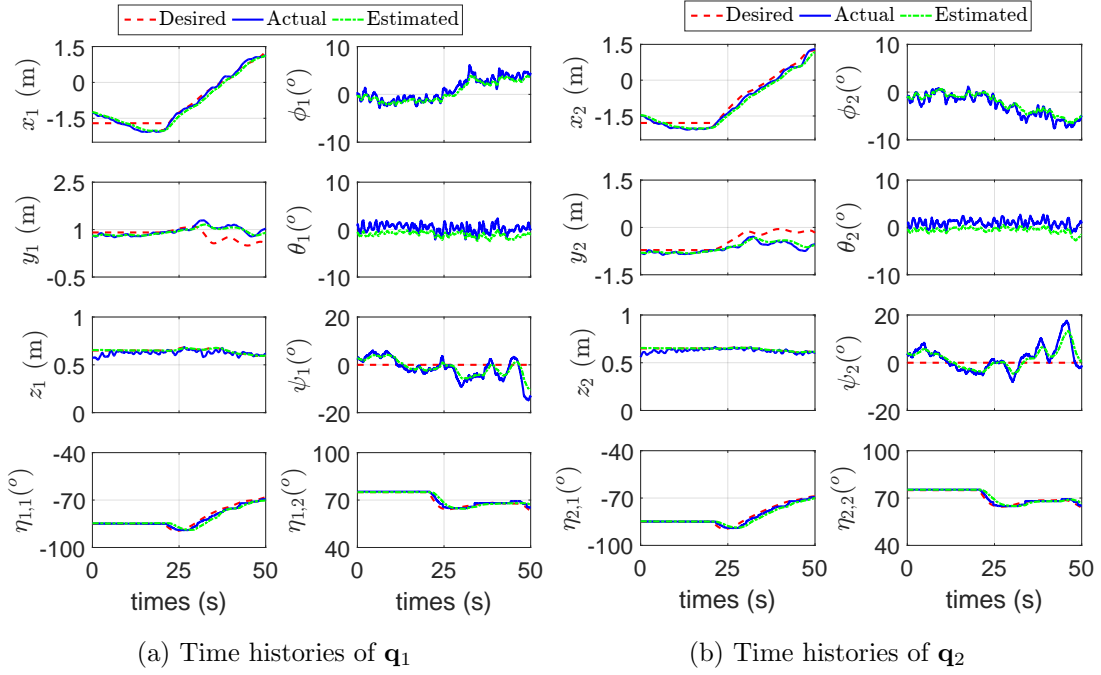 Desired Actual Estimated
Desired Actual Estimated
1.5
0
-1.5
x1 (m)
10
0
-10
ϕ1(o)
1.5
0
-1.5
x2 (m)
10
0
-10
ϕ2(o)
2.5
1
-0.5
y1 (m)
10
0
-10
θ1(o)
1.5
0
-1.5
y2 (m)
10
0
-10
θ2(o)
1
0.5
0
z1 (m)
20
0
-20
ψ1(o)
1
0.5
0
z2 (m)
20
0
-20
ψ2(o)
-40
-70
-100
η1,1(o)
100
70
40
η1,2(o)
-40
-70
-100
η2,1(o)
100
70
40
η2,2(o)
0 25 50 0 25 50 0 25 50 0 25 50
times (s) times (s) times (s) times (s)
(a) Time histories of q1 (b) Time histories of q2